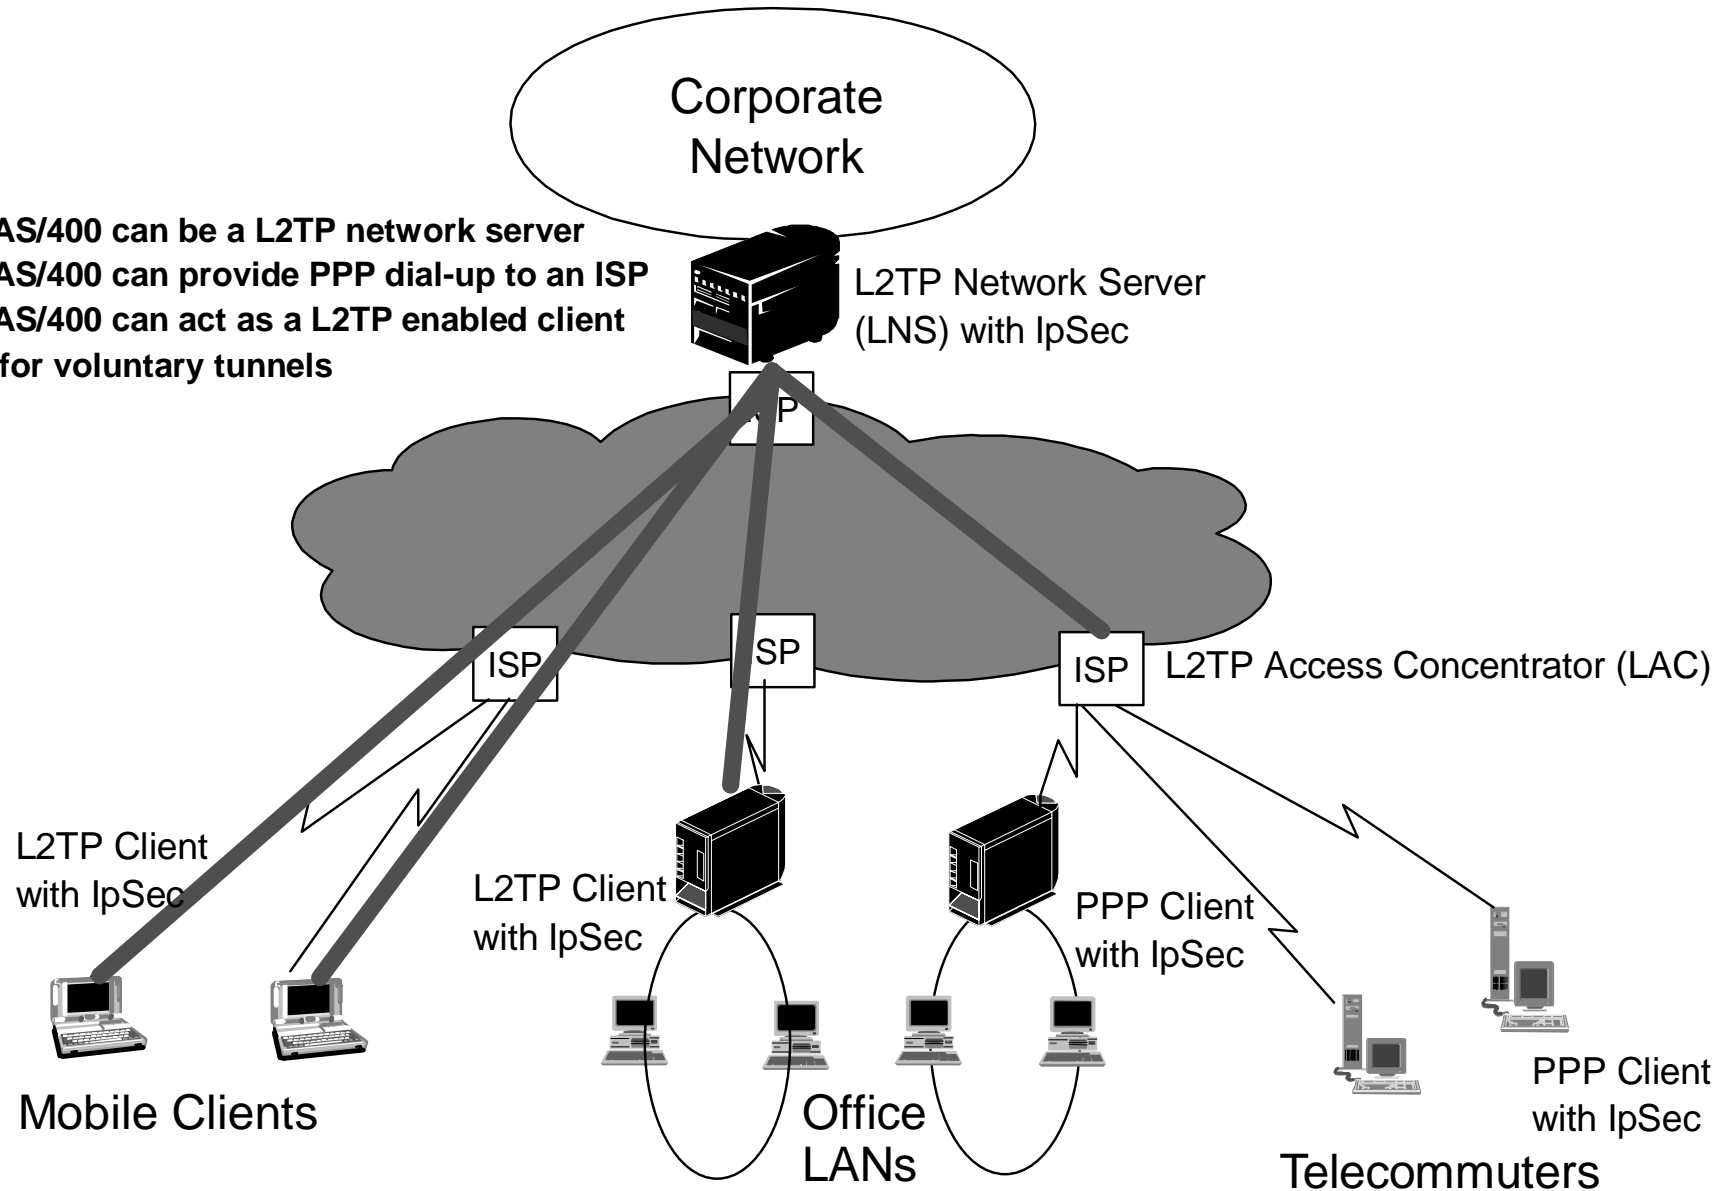 Corporate
Network
AS/400 can be a L2TP network server
AS/400 can provide PPP dial-up to an ISP
AS/400 can act as a L2TP enabled client
for voluntary tunnels
L2TP Network Server
(LNS) with IpSec
ISP
ISP
ISP
L2TP Access Concentrator (LAC)
L2TP Client
with IpSec
L2TP Client
with IpSec
PPP Client
with IpSec
PPP Client
with IpSec
Mobile Clients
Office
LANs
Telecommuters